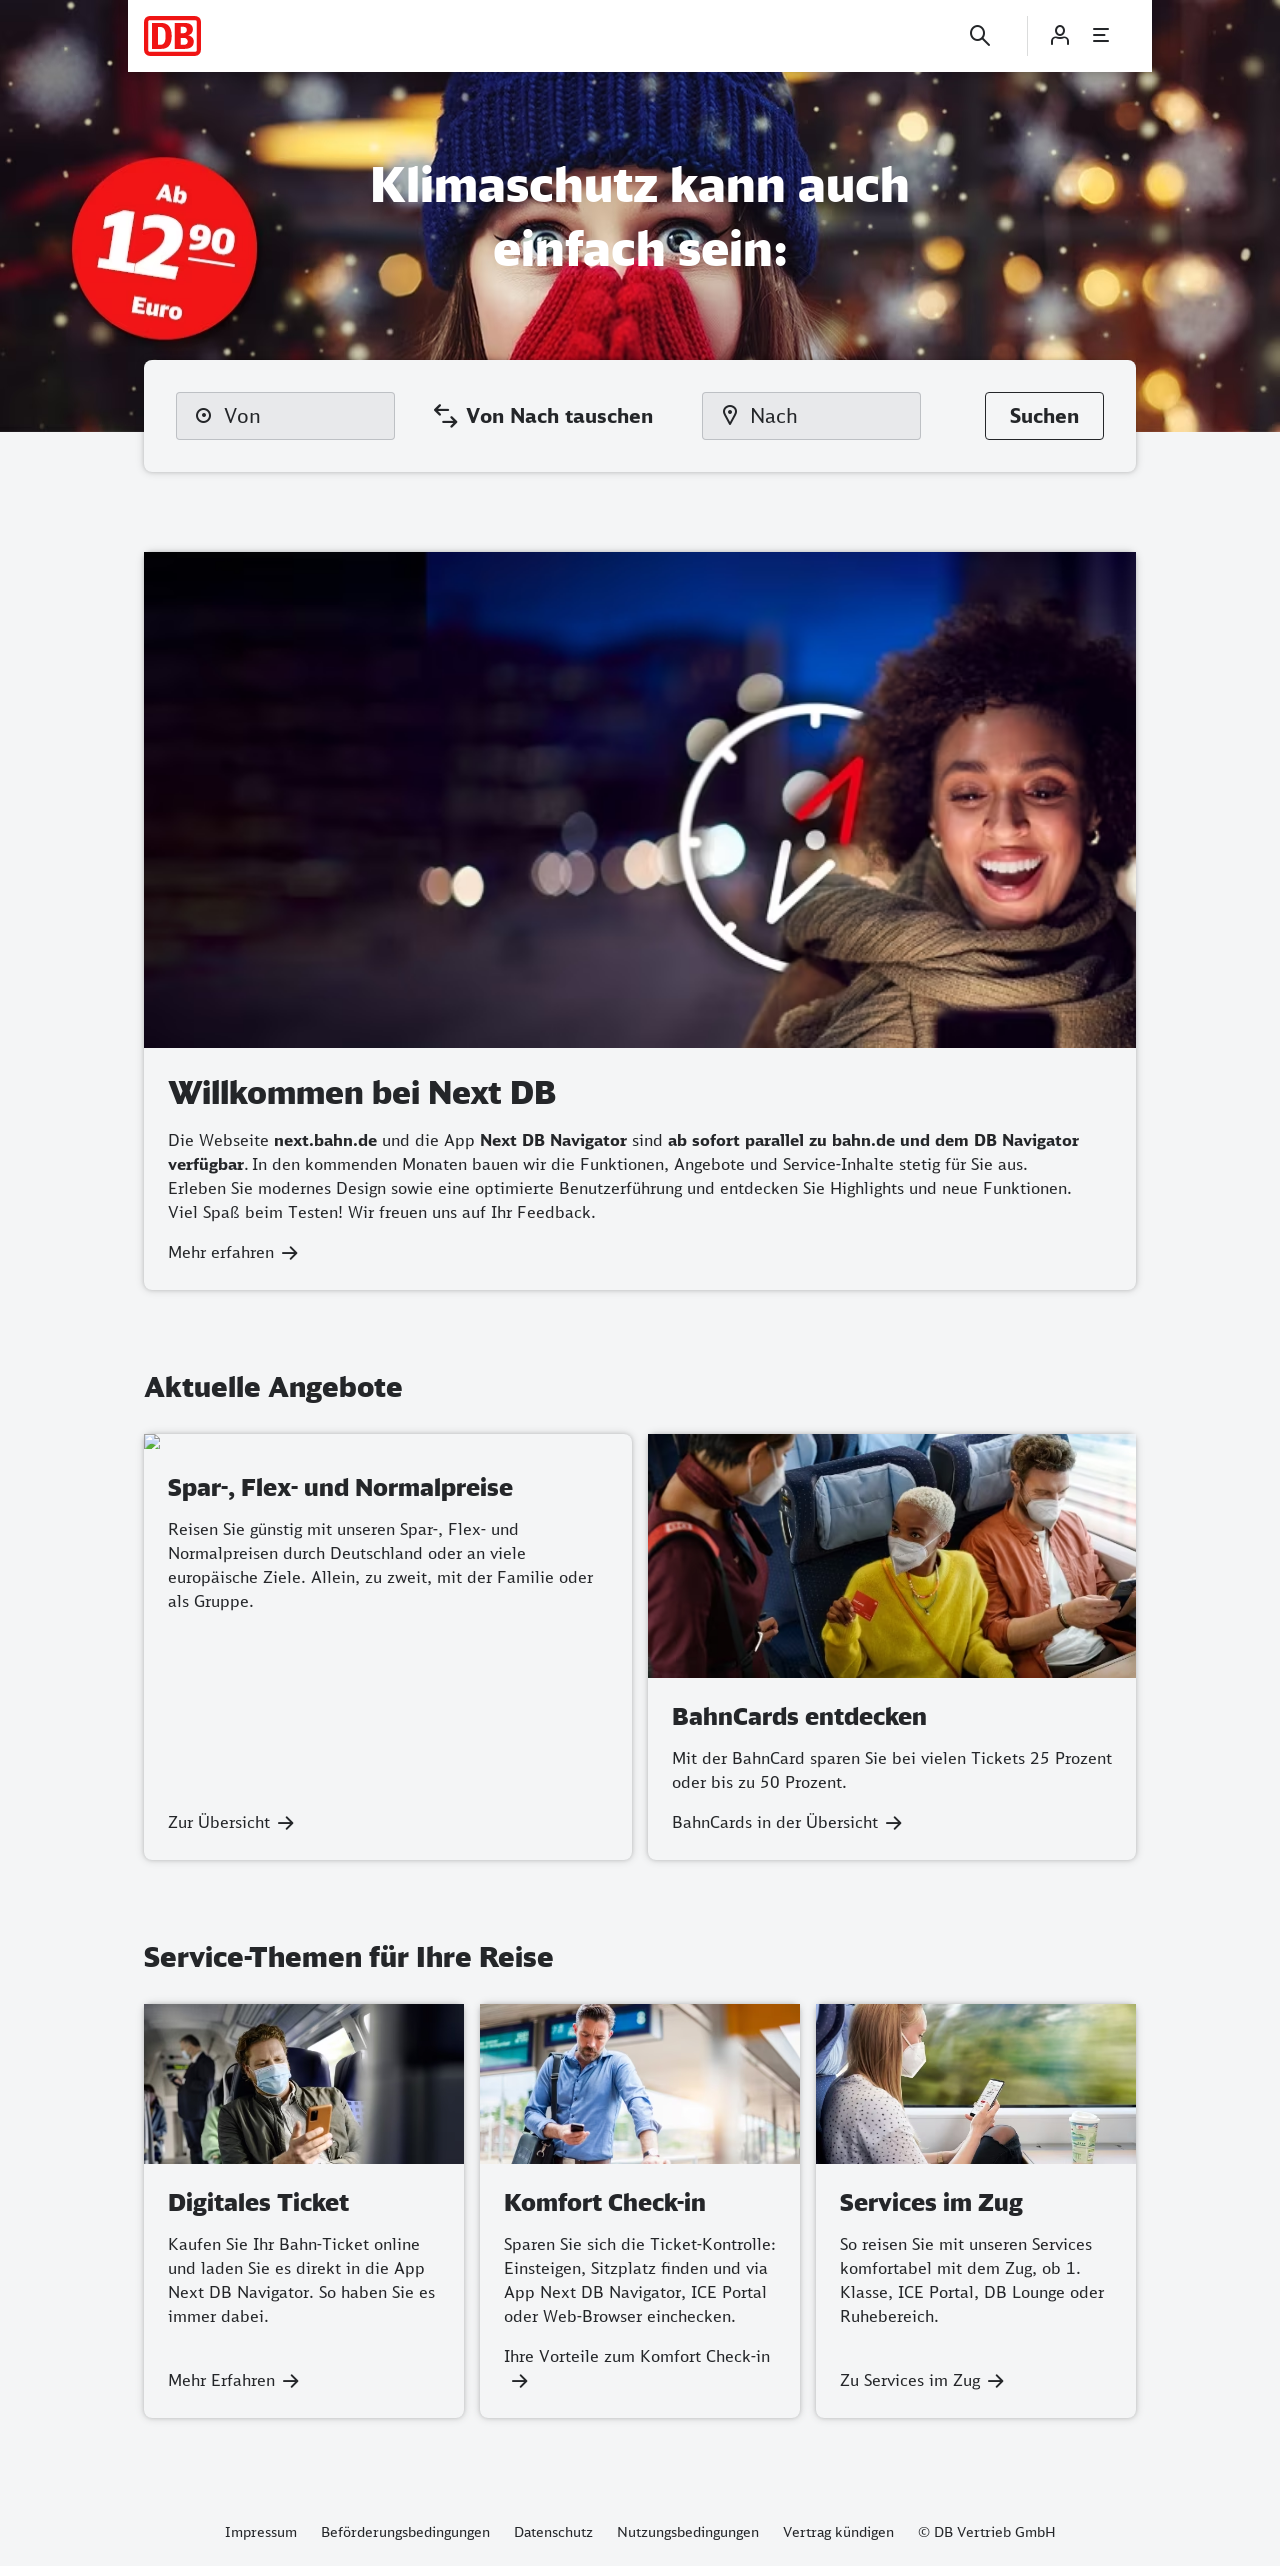 DB
Klimaschutz kann auch
einfach sein:
Ab
12 90
Euro
Von
Von Nach tauschen
Nach
Suchen
Willkommen bei Next DB
Die Webseite next.bahn.de und die App Next DB Navigator sind ab sofort parallel zu bahn.de und dem DB Navigator
verfügbar. In den kommenden Monaten bauen wir die Funktionen, Angebote und Service-Inhalte stetig für Sie aus.
Erleben Sie modernes Design sowie eine optimierte Benutzerführung und entdecken Sie Highlights und neue Funktionen.
Viel Spaß beim Testen! Wir freuen uns auf Ihr Feedback.
Mehr erfahren
Aktuelle Angebote
Spar-, Flex- und Normalpreise
Reisen Sie günstig mit unseren Spar-, Flex- und
Normalpreisen durch Deutschland oder an viele
europäische Ziele. Allein, zu zweit, mit der Familie oder
als Gruppe.
Zur Übersicht
BahnCards entdecken
Mit der BahnCard sparen Sie bei vielen Tickets 25 Prozent
oder bis zu 50 Prozent.
BahnCards in der Übersicht
Service-Themen für Ihre Reise
Digitales Ticket
Kaufen Sie Ihr Bahn-Ticket online
und laden Sie es direkt in die App
Next DB Navigator. So haben Sie es
immer dabei.
Mehr Erfahren
Komfort Check-in
Sparen Sie sich die Ticket-Kontrolle:
Einsteigen, Sitzplatz finden und via
App Next DB Navigator, ICE Portal
oder Web-Browser einchecken.
Ihre Vorteile zum Komfort Check-in
Services im Zug
So reisen Sie mit unseren Services
komfortabel mit dem Zug, ob 1.
Klasse, ICE Portal, DB Lounge oder
Ruhebereich.
Zu Services im Zug
Impressum Beförderungsbedingungen Datenschutz Nutzungsbedingungen Vertrag kündigen © DB Vertrieb GmbH